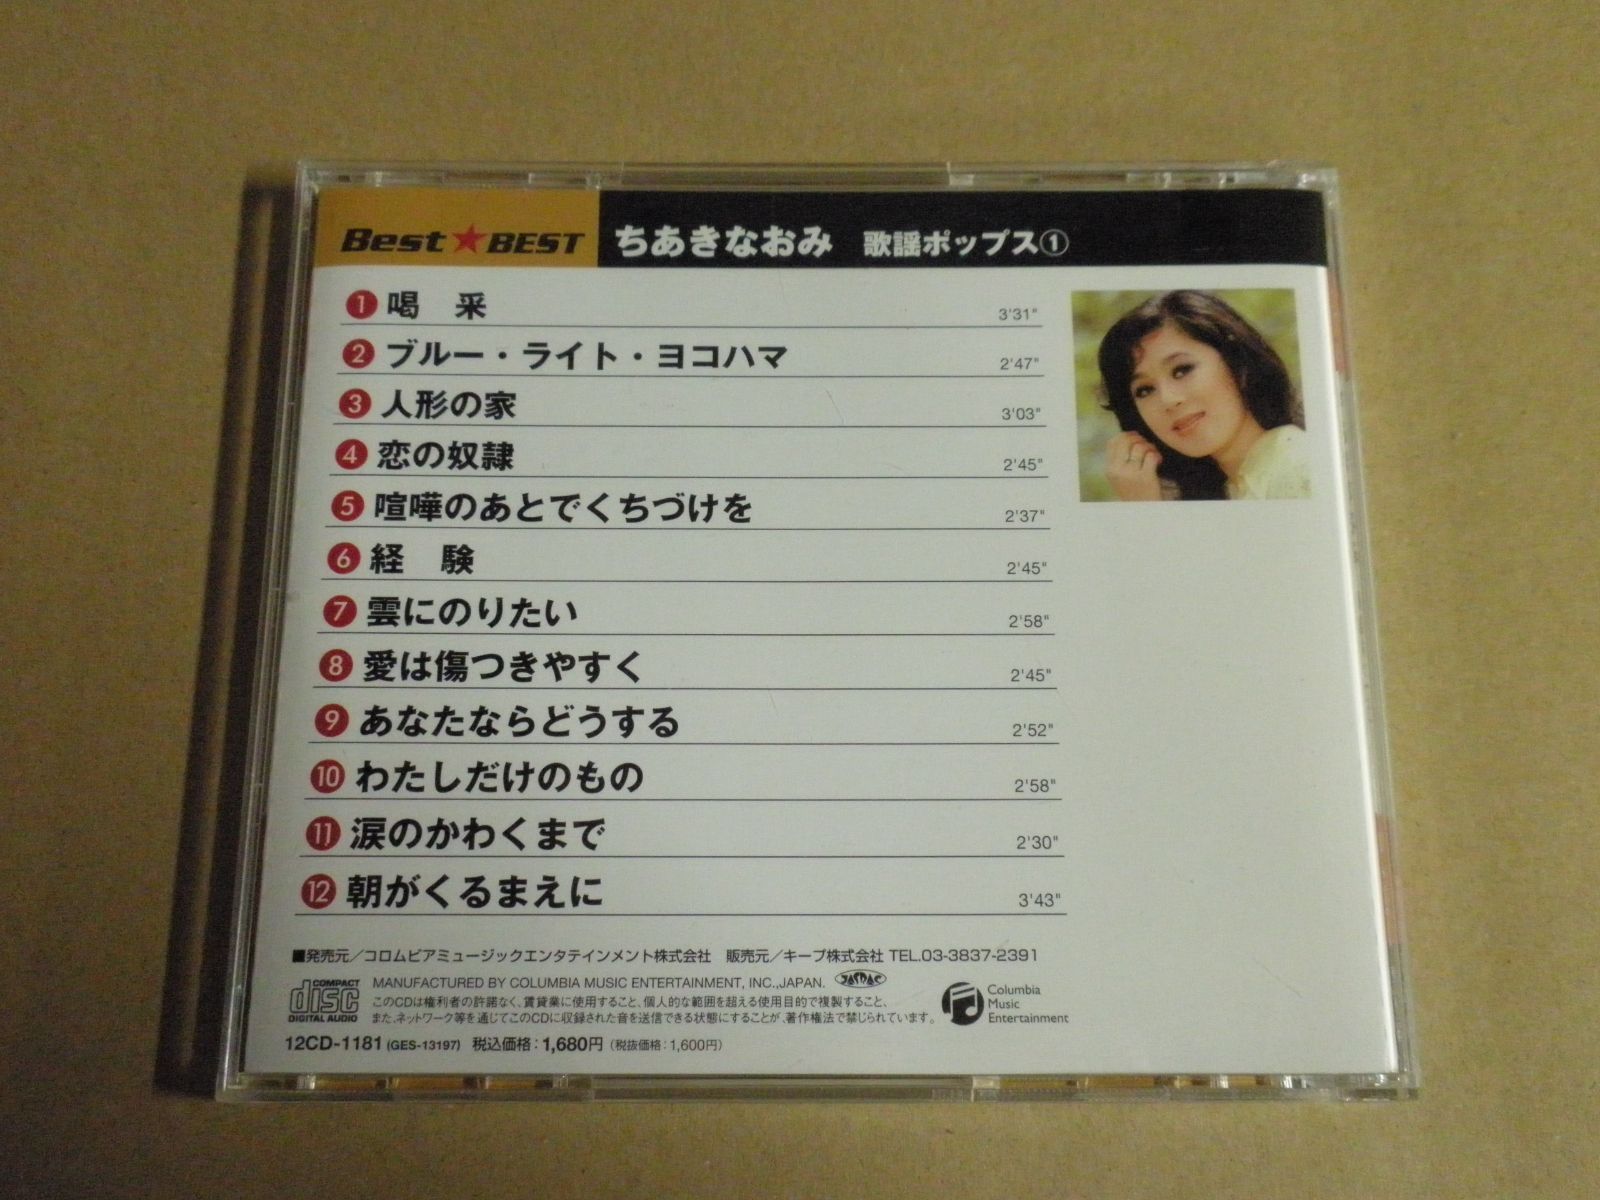 Best★BEST ちあきなおみ 歌謡ポップス①
1 喝 采 3'31"
2 ブルー・ライト・ヨコハマ 2'47"
3 人形の家 3'03"
4 恋の奴隷 2'45"
5 喧嘩のあとでくちづけを 2'37"
6 経 験 2'45"
7 雲にのりたい 2'58"
8 愛は傷つきやすく 2'45"
9 あなたならどうする 2'52"
10 わたしだけのもの 2'58"
11 涙のかわくまで 2'30"
12 朝がくるまえに 3'43"
■発売元／コロムビアミュージックエンタテインメント株式会社 販売元／キープ株式会社 TEL.03-3837-2391
COMPACT
disc
DIGITAL AUDIO
MANUFACTURED BY COLUMBIA MUSIC ENTERTAINMENT, INC.,JAPAN. JASRAC
このCDは権利者の許諾なく、賃貸業に使用すること、個人的な範囲を超える使用目的で複製すること、
また、ネットワーク等を通じてこのCDに収録された音を送信できる状態にすることが、著作権法で禁じられています。
Columbia
Music
Entertainment
12CD-1181 (GES-13197) 税込価格：1,680円 （税抜価格：1,600円）